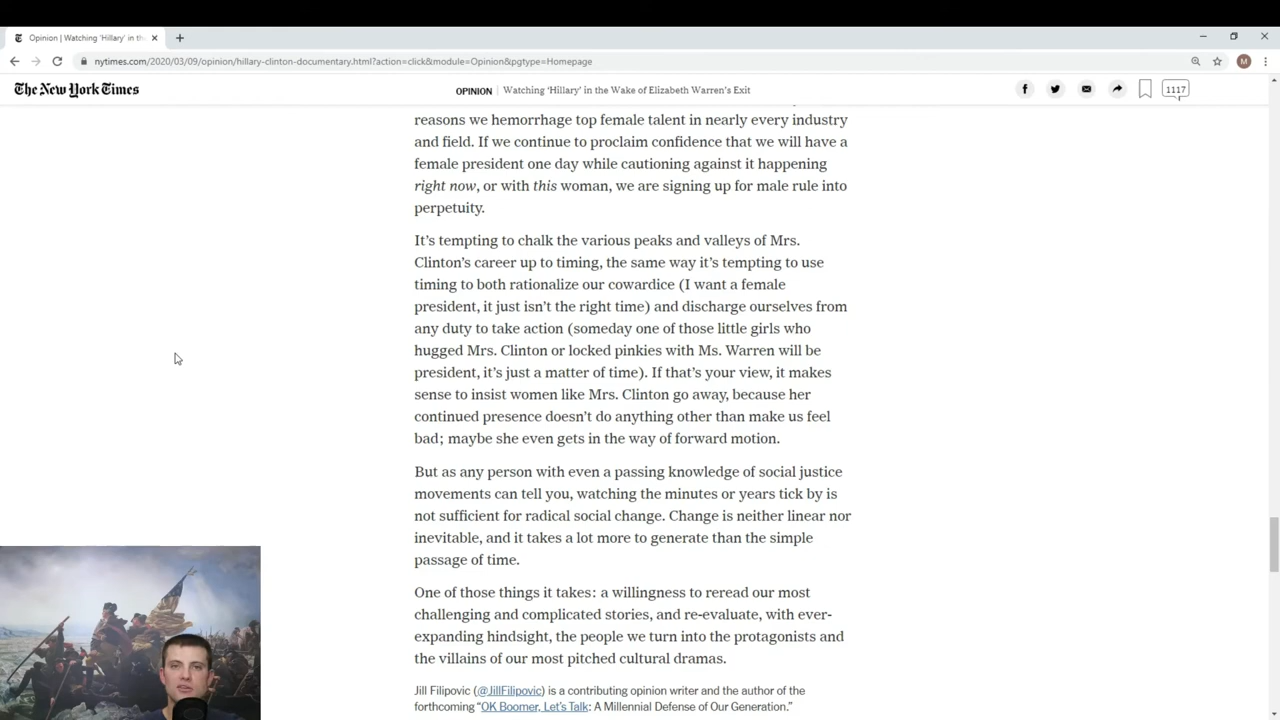 Opinion | Watching 'Hillary' in th
nytimes.com/2020/03/09/opinion/hillary-clinton-documentary.html?action=click&module=Opinion&pgtype=Homepage
M
The New York Times
OPINION Watching ‘Hillary’ in the Wake of Elizabeth Warren’s Exit
1117
reasons we hemorrhage top female talent in nearly every industry
and field. If we continue to proclaim confidence that we will have a
female president one day while cautioning against it happening
right now, or with this woman, we are signing up for male rule into
perpetuity.
It’s tempting to chalk the various peaks and valleys of Mrs.
Clinton’s career up to timing, the same way it’s tempting to use
timing to both rationalize our cowardice (I want a female
president, it just isn’t the right time) and discharge ourselves from
any duty to take action (someday one of those little girls who
hugged Mrs. Clinton or locked pinkies with Ms. Warren will be
president, it’s just a matter of time). If that’s your view, it makes
sense to insist women like Mrs. Clinton go away, because her
continued presence doesn’t do anything other than make us feel
bad; maybe she even gets in the way of forward motion.
But as any person with even a passing knowledge of social justice
movements can tell you, watching the minutes or years tick by is
not sufficient for radical social change. Change is neither linear nor
inevitable, and it takes a lot more to generate than the simple
passage of time.
One of those things it takes: a willingness to reread our most
challenging and complicated stories, and re-evaluate, with ever-
expanding hindsight, the people we turn into the protagonists and
the villains of our most pitched cultural dramas.
Jill Filipovic (@JillFilipovic) is a contributing opinion writer and the author of the
forthcoming “OK Boomer, Let’s Talk: A Millennial Defense of Our Generation.”